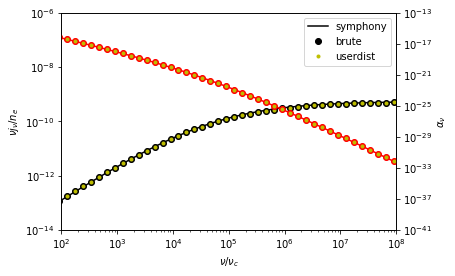 10⁻⁶
10⁻⁸
10⁻¹⁰
10⁻¹²
10⁻¹⁴
νj_ν/n_e
symphony
brute
userdist
10⁻¹³
10⁻¹⁷
10⁻²¹
10⁻²⁵
10⁻²⁹
10⁻³³
10⁻³⁷
10⁻⁴¹
α_ν
10² 10³ 10⁴ 10⁵ 10⁶ 10⁷ 10⁸
ν/ν_c